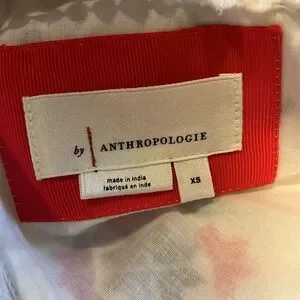 by | ANTHROPOLOGIE
made in india
fabriqué en inde
XS